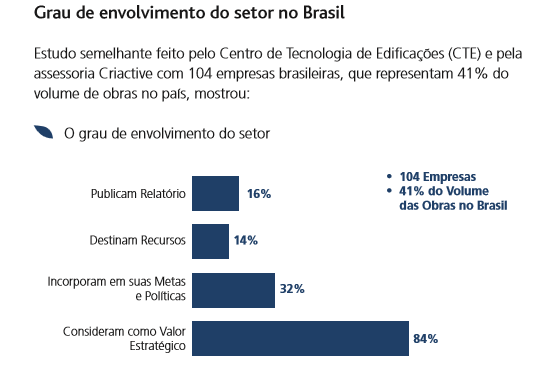 Grau de envolvimento do setor no Brasil
Estudo semelhante feito pelo Centro de Tecnologia de Edificações (CTE) e pela
assessoria Criactive com 104 empresas brasileiras, que representam 41% do
volume de obras no país, mostrou:
O grau de envolvimento do setor
• 104 Empresas
• 41% do Volume
das Obras no Brasil
Publicam Relatório 16%
Destinam Recursos 14%
Incorporam em suas Metas
e Políticas 32%
Consideram como Valor
Estratégico 84%